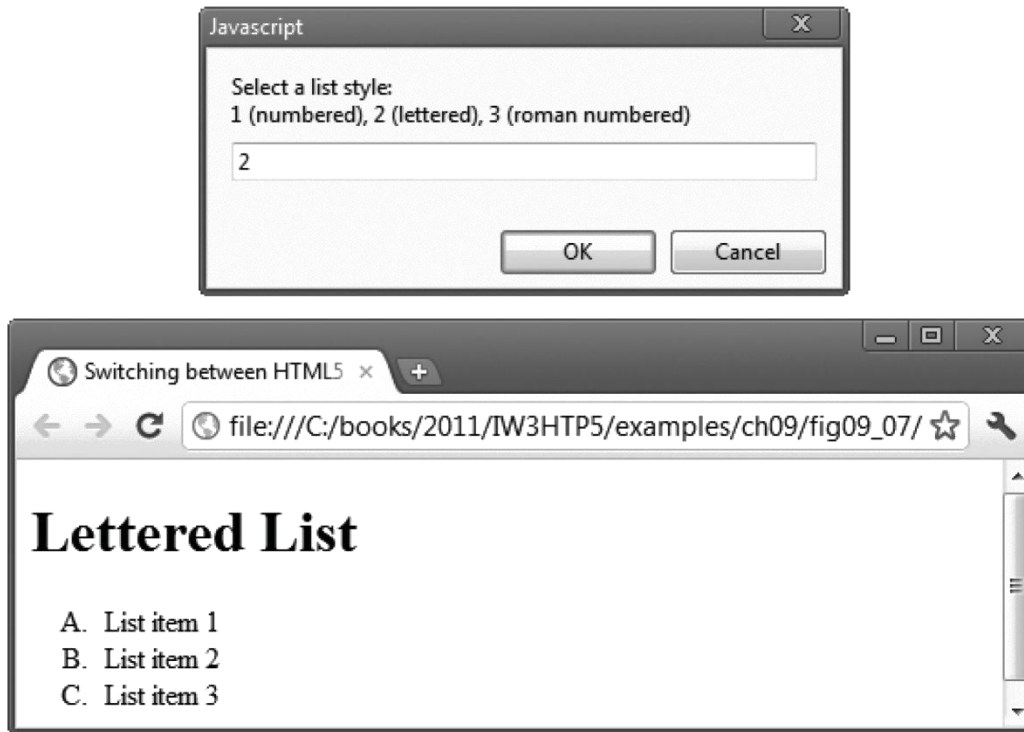 Javascript
Select a list style:
1 (numbered), 2 (lettered), 3 (roman numbered)
2
OK Cancel
Switching between HTML5
file:///C:/books/2011/IW3HTP5/examples/ch09/fig09_07/
Lettered List
A. List item 1
B. List item 2
C. List item 3